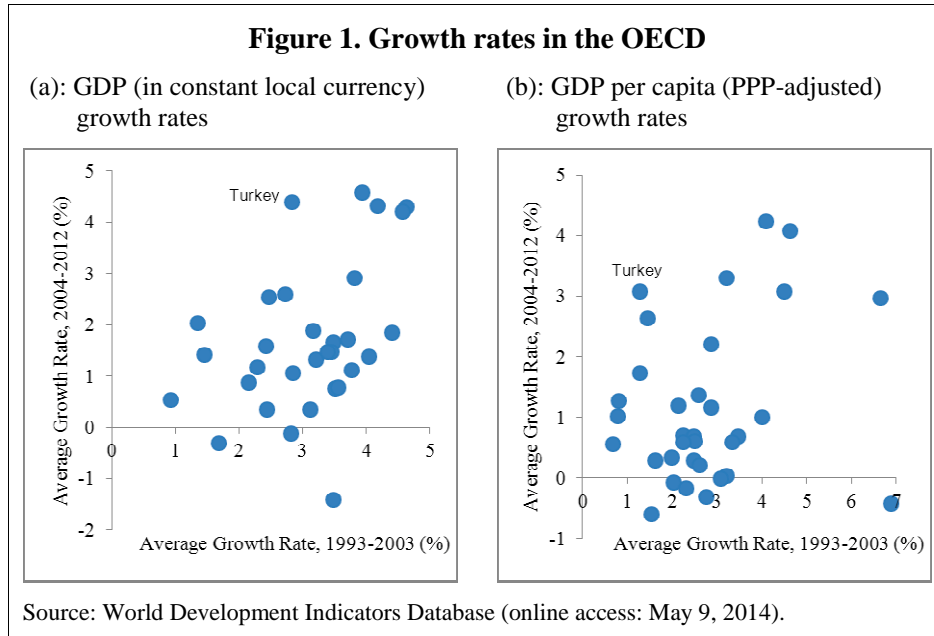 Figure 1. Growth rates in the OECD
(a): GDP (in constant local currency)
growth rates
Average Growth Rate, 2004-2012 (%)
5
4
3
2
1
0
-1
-2
Turkey
0 1 2 3 4 5
Average Growth Rate, 1993-2003 (%)
(b): GDP per capita (PPP-adjusted)
growth rates
Average Growth Rate, 2004-2012 (%)
5
4
3
2
1
0
-1
Turkey
0 1 2 3 4 5 6 7
Average Growth Rate, 1993-2003 (%)
Source: World Development Indicators Database (online access: May 9, 2014).